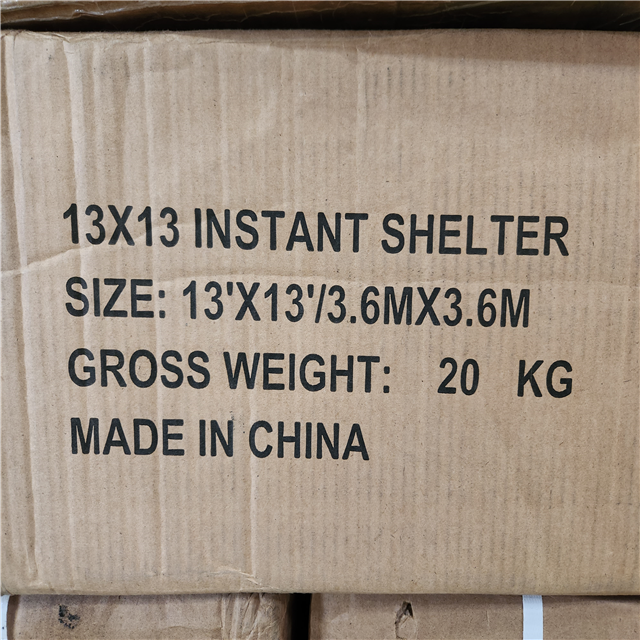 13X13 INSTANT SHELTER
SIZE: 13'X13'/3.6MX3.6M
GROSS WEIGHT: 20 KG
MADE IN CHINA